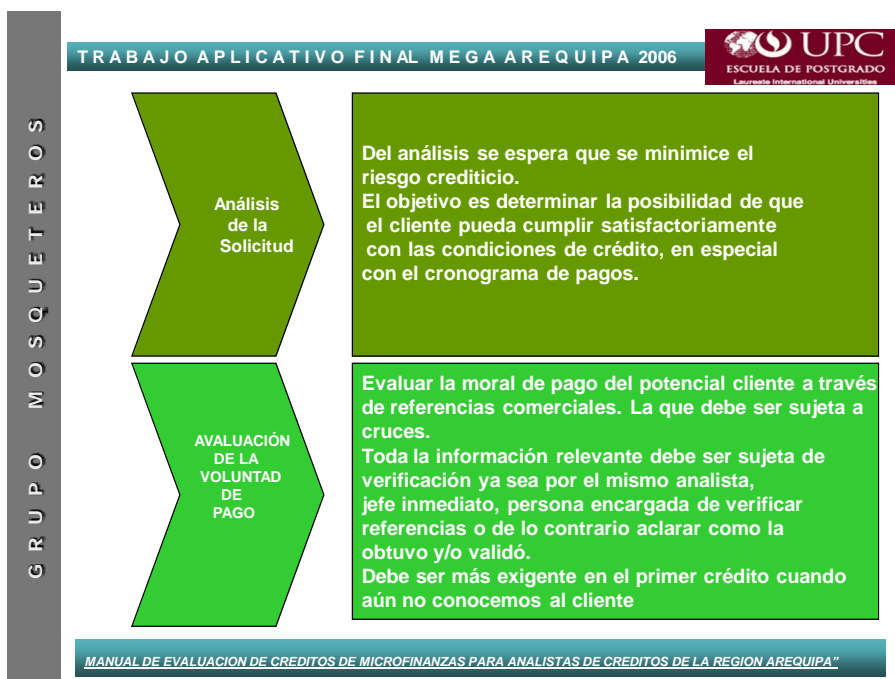 TRABAJO APLICATIVO FINAL MEGA AREQUIPA 2006
UPC
ESCUELA DE POSTGRADO
Laureate International Universities
GRUPO MOSQUETEROS
Análisis
de la
Solicitud
Del análisis se espera que se minimice el
riesgo crediticio.
El objetivo es determinar la posibilidad de que
el cliente pueda cumplir satisfactoriamente
con las condiciones de crédito, en especial
con el cronograma de pagos.
AVALUACIÓN
DE LA
VOLUNTAD
DE
PAGO
Evaluar la moral de pago del potencial cliente a través
de referencias comerciales. La que debe ser sujeta a
cruces.
Toda la información relevante debe ser sujeta de
verificación ya sea por el mismo analista,
jefe inmediato, persona encargada de verificar
referencias o de lo contrario aclarar como la
obtuvo y/o validó.
Debe ser más exigente en el primer crédito cuando
aún no conocemos al cliente
MANUAL DE EVALUACION DE CREDITOS DE MICROFINANZAS PARA ANALISTAS DE CREDITOS DE LA REGION AREQUIPA”